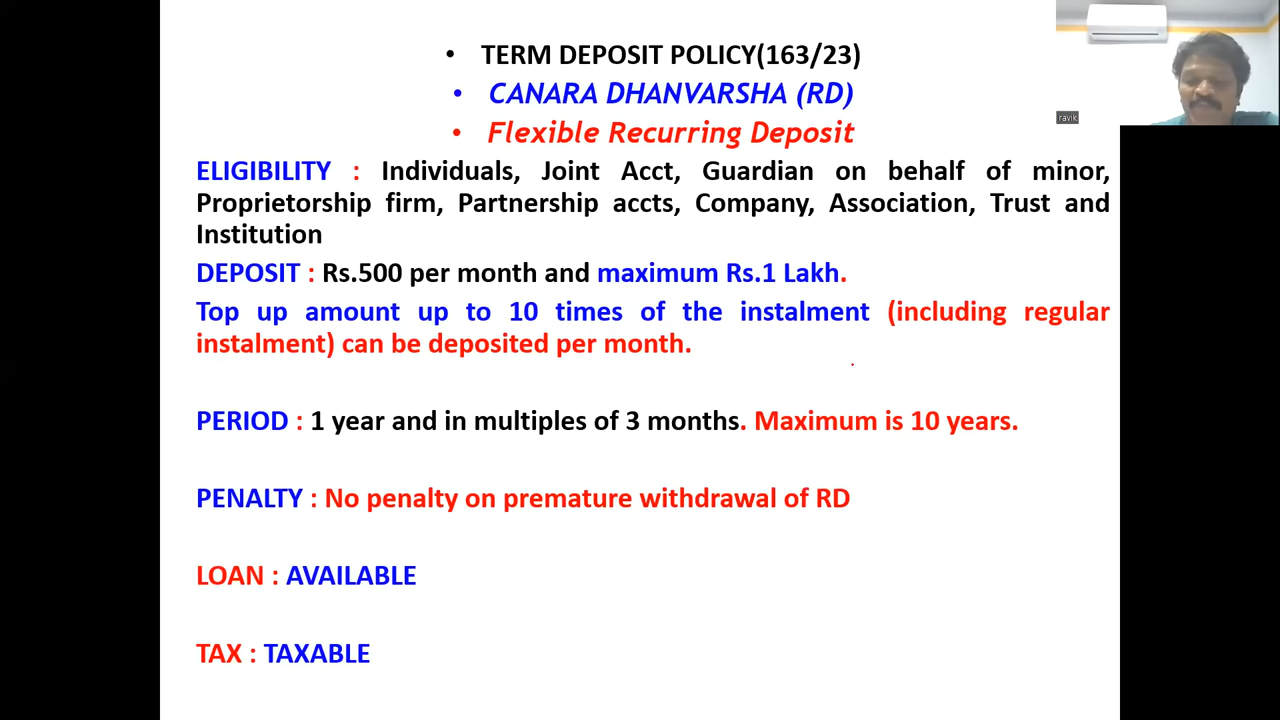 • TERM DEPOSIT POLICY(163/23)
• CANARA DHANVARSHA (RD)
• Flexible Recurring Deposit
ravik
ELIGIBILITY : Individuals, Joint Acct, Guardian on behalf of minor,
Proprietorship firm, Partnership accts, Company, Association, Trust and
Institution
DEPOSIT : Rs.500 per month and maximum Rs.1 Lakh.
Top up amount up to 10 times of the instalment (including regular
instalment) can be deposited per month.
PERIOD : 1 year and in multiples of 3 months. Maximum is 10 years.
PENALTY : No penalty on premature withdrawal of RD
LOAN : AVAILABLE
TAX : TAXABLE